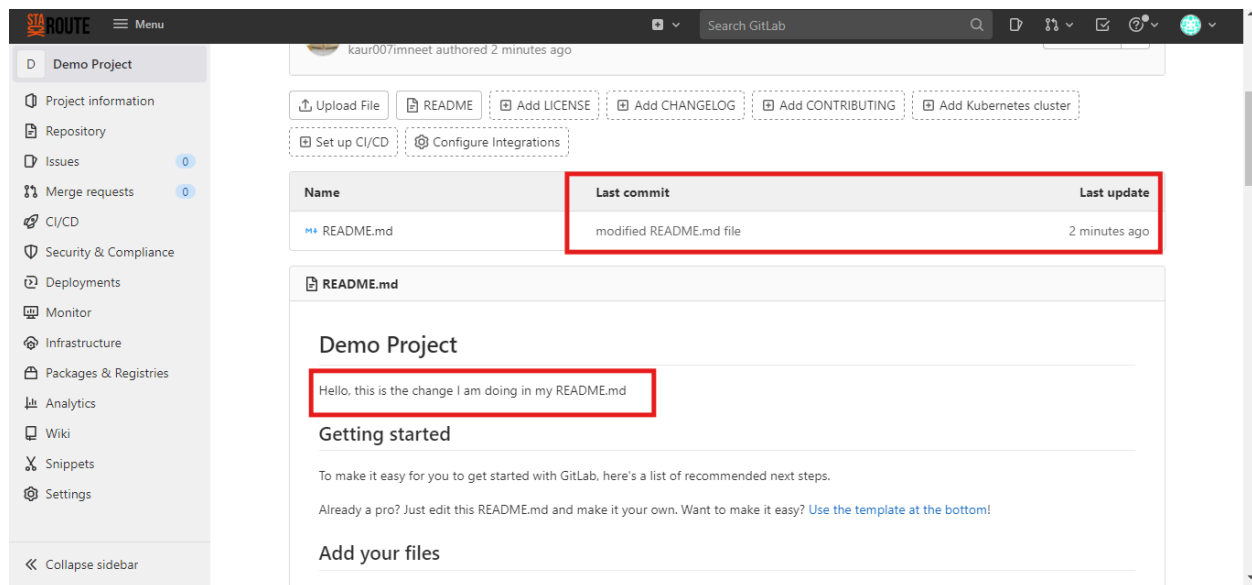 STA
ROUTE Menu Search GitLab
D Demo Project
kaur007imneet authored 2 minutes ago
Project information
Repository
Issues 0
Merge requests 0
CI/CD
Security & Compliance
Deployments
Monitor
Infrastructure
Packages & Registries
Analytics
Wiki
Snippets
Settings
Collapse sidebar
Upload File README Add LICENSE Add CHANGELOG Add CONTRIBUTING Add Kubernetes cluster
Set up CI/CD Configure Integrations
Name Last commit Last update
M README.md modified README.md file 2 minutes ago
README.md
Demo Project
Hello, this is the change I am doing in my README.md
Getting started
To make it easy for you to get started with GitLab, here's a list of recommended next steps.
Already a pro? Just edit this README.md and make it your own. Want to make it easy? Use the template at the bottom!
Add your files